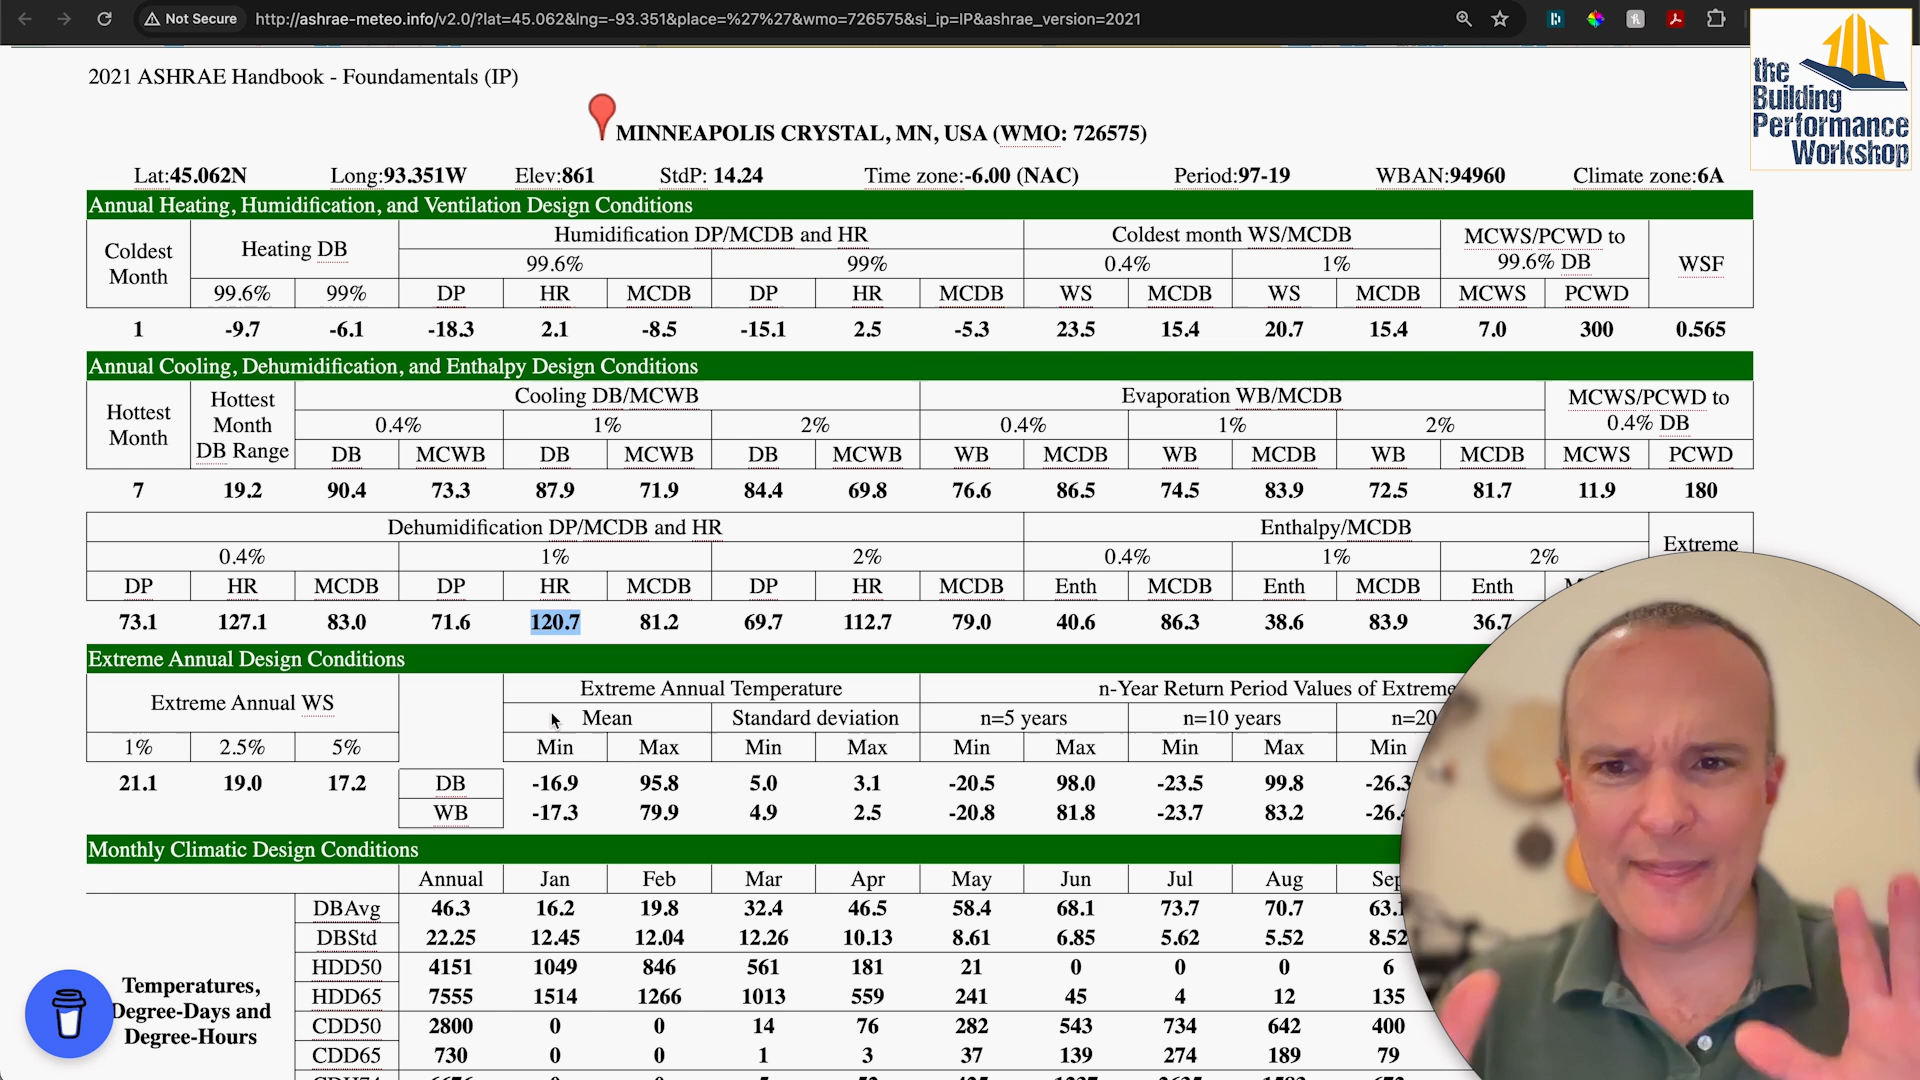 Not Secure http://ashrae-meteo.info/v2.0/?lat=45.062&lng=-93.351&place=%27%27&wmo=726575&si_ip=IP&ashrae_version=2021
the
Building
Performance
Workshop
2021 ASHRAE Handbook - Foundamentals (IP)
MINNEAPOLIS CRYSTAL, MN, USA (WMO: 726575)
Lat:45.062N Long:93.351W Elev:861 StdP: 14.24 Time zone:-6.00 (NAC) Period:97-19 WBAN:94960 Climate zone:6A
Annual Heating, Humidification, and Ventilation Design Conditions
Coldest Month Heating DB Humidification DP/MCDB and HR Coldest month WS/MCDB MCWS/PCWD to 99.6% DB WSF
99.6% 99% 0.4% 1%
99.6% 99% DP HR MCDB DP HR MCDB WS MCDB WS MCDB MCWS PCWD
1 -9.7 -6.1 -18.3 2.1 -8.5 -15.1 2.5 -5.3 23.5 15.4 20.7 15.4 7.0 300 0.565
Annual Cooling, Dehumidification, and Enthalpy Design Conditions
Hottest Month Hottest Month DB Range Cooling DB/MCWB Evaporation WB/MCDB MCWS/PCWD to 0.4% DB
0.4% 1% 2% 0.4% 1% 2%
DB MCWB DB MCWB DB MCWB WB MCDB WB MCDB WB MCDB MCWS PCWD
7 19.2 90.4 73.3 87.9 71.9 84.4 69.8 76.6 86.5 74.5 83.9 72.5 81.7 11.9 180
Dehumidification DP/MCDB and HR Enthalpy/MCDB Extreme
0.4% 1% 2% 0.4% 1% 2%
DP HR MCDB DP HR MCDB DP HR MCDB Enth MCDB Enth MCDB Enth
73.1 127.1 83.0 71.6 120.7 81.2 69.7 112.7 79.0 40.6 86.3 38.6 83.9 36.7
Extreme Annual Design Conditions
Extreme Annual WS Extreme Annual Temperature n-Year Return Period Values of Extreme
Mean Standard deviation n=5 years n=10 years n=20
1% 2.5% 5% Min Max Min Max Min Max Min Max Min
21.1 19.0 17.2 DB -16.9 95.8 5.0 3.1 -20.5 98.0 -23.5 99.8 -26.3
WB -17.3 79.9 4.9 2.5 -20.8 81.8 -23.7 83.2 -26.
Monthly Climatic Design Conditions
Annual Jan Feb Mar Apr May Jun Jul Aug Sep
Temperatures,
Degree-Days and
Degree-Hours
DBAvg 46.3 16.2 19.8 32.4 46.5 58.4 68.1 73.7 70.7 63.1
DBStd 22.25 12.45 12.04 12.26 10.13 8.61 6.85 5.62 5.52 8.52
HDD50 4151 1049 846 561 181 21 0 0 0 6
HDD65 7555 1514 1266 1013 559 241 45 4 12 135
CDD50 2800 0 0 14 76 282 543 734 642 400
CDD65 730 0 0 1 3 37 139 274 189 79